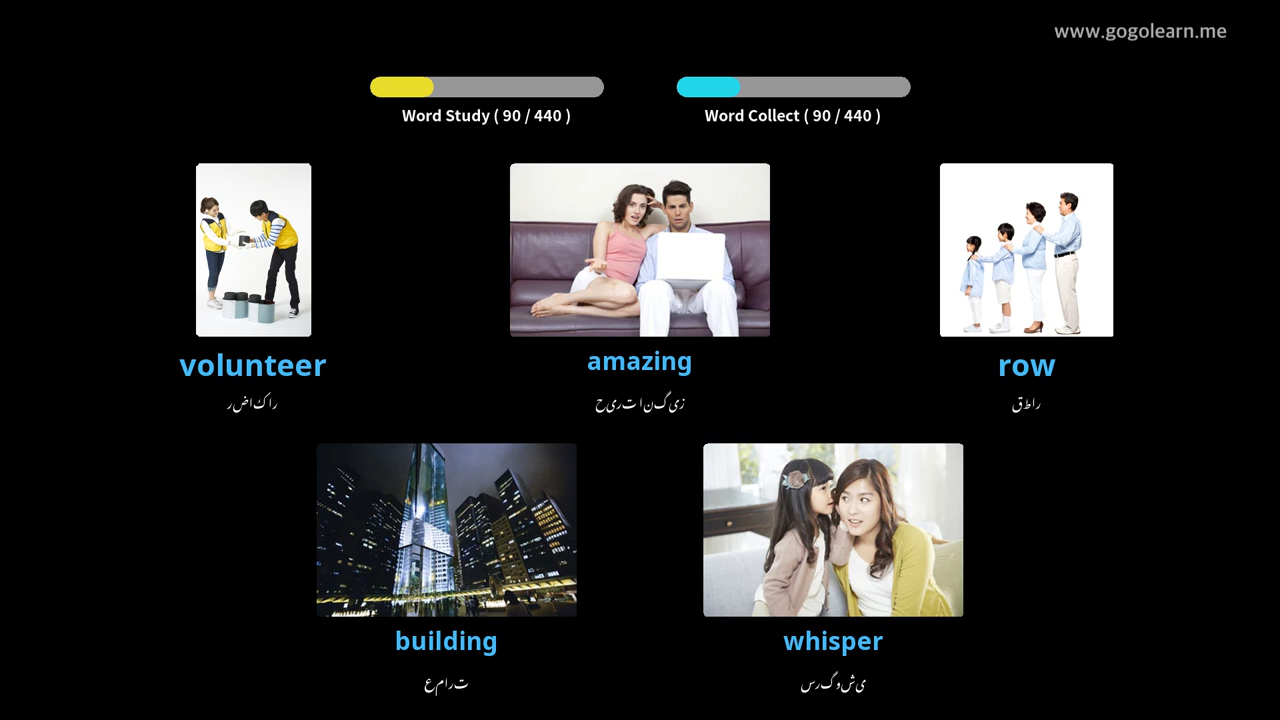 www.gogolearn.me
Word Study ( 90 / 440 )
Word Collect ( 90 / 440 )
volunteer
رضاکار
amazing
حیرت انگیز
row
قطار
building
عمارت
whisper
سرگوشی